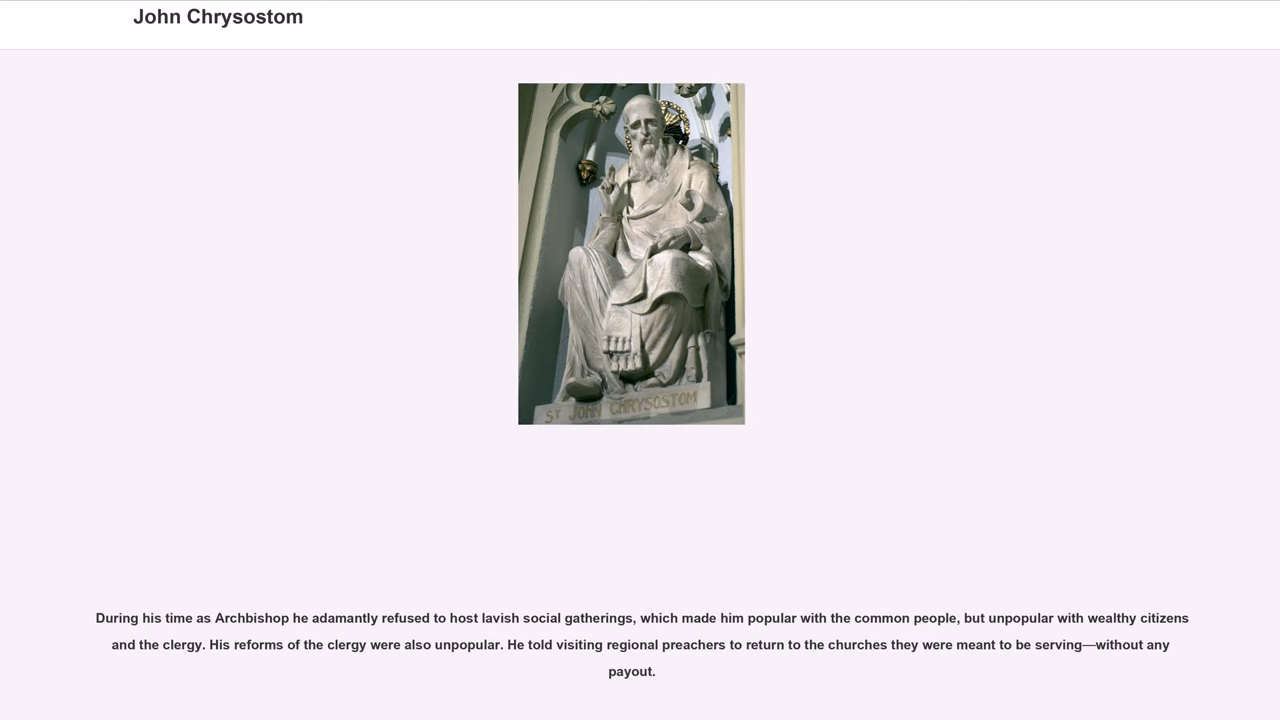 John Chrysostom
ST JOHN CHRYSOSTOM
During his time as Archbishop he adamantly refused to host lavish social gatherings, which made him popular with the common people, but unpopular with wealthy citizens
and the clergy. His reforms of the clergy were also unpopular. He told visiting regional preachers to return to the churches they were meant to be serving—without any
payout.